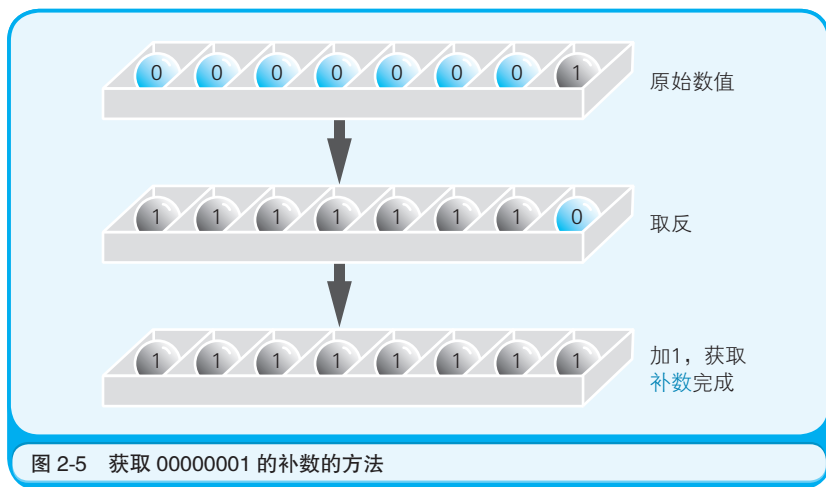 0 0 0 0 0 0 0 1
原始数值
1 1 1 1 1 1 1 0
取反
1 1 1 1 1 1 1 1
加1，获取
补数完成
图 2-5 获取 00000001 的补数的方法